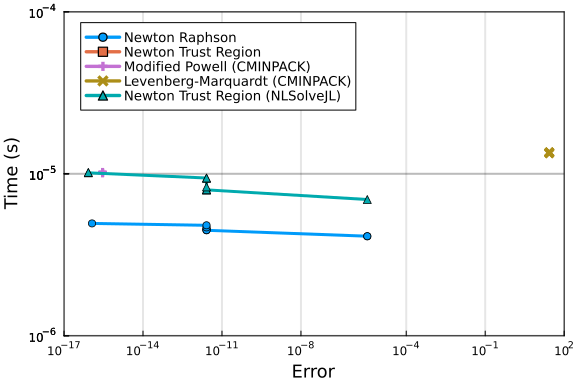 10⁻⁴
Newton Raphson
Newton Trust Region
Modified Powell (CMINPACK)
Levenberg-Marquardt (CMINPACK)
Newton Trust Region (NLSolveJL)
Time (s)
10⁻⁵
10⁻⁶
10⁻¹⁷ 10⁻¹⁴ 10⁻¹¹ 10⁻⁸ 10⁻⁴ 10⁻¹ 10²
Error